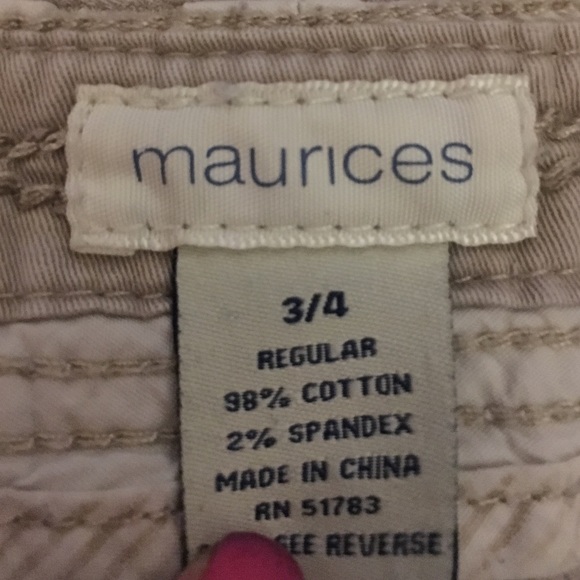 maurices
3/4
REGULAR
98% COTTON
2% SPANDEX
MADE IN CHINA
RN 51783
SEE REVERSE